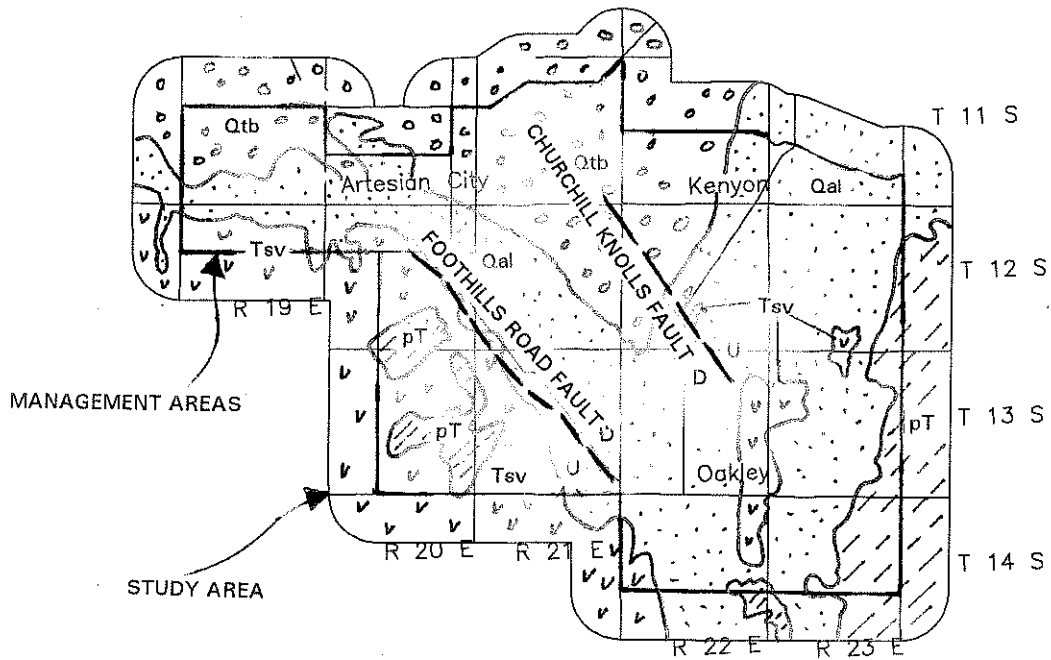 T 11 S
Qtb
CHURCHILL KNOLLS FAULT
Qtb
Artesian City
Kenyon
Qal
FOOTHILLS ROAD FAULT
Tsv
Qal
T 12 S
R 19 E
Tsv
pT
U
D
MANAGEMENT AREAS
pT
D
pT
T 13 S
Tsv
U
Oakley
R 20 E
R 21 E
T 14 S
STUDY AREA
R 22 E
R 23 E